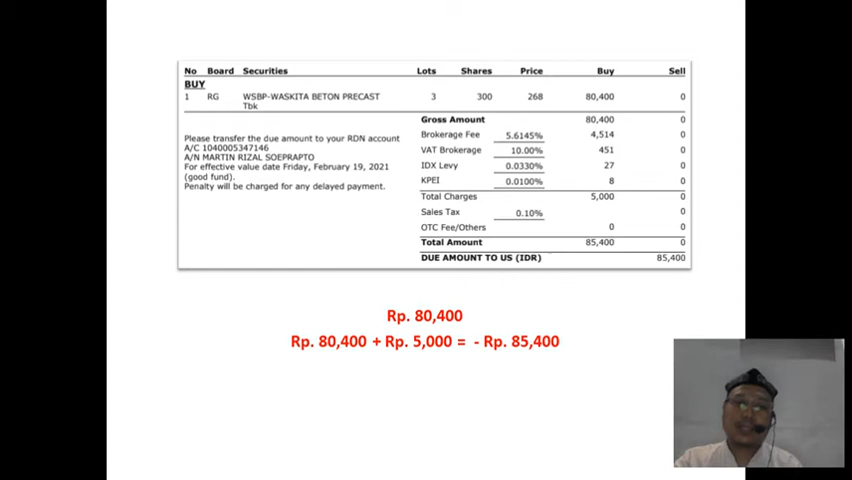 No Board Securities Lots Shares Price Buy Sell
BUY
1 RG WSBP-WASKITA BETON PRECAST 3 300 268 80,400 0
Tbk
Gross Amount 80,400 0
Please transfer the due amount to your RDN account
A/C 1040005347146
A/N MARTIN RIZAL SOEPRAPTO
For effective value date Friday, February 19, 2021
(good fund).
Penalty will be charged for any delayed payment.
Brokerage Fee 5.6145% 4,514 0
VAT Brokerage 10.00% 451 0
IDX Levy 0.0330% 27 0
KPEI 0.0100% 8 0
Total Charges 5,000 0
Sales Tax 0.10% 0
OTC Fee/Others 0 0
Total Amount 85,400 0
DUE AMOUNT TO US (IDR) 85,400
Rp. 80,400
Rp. 80,400 + Rp. 5,000 = - Rp. 85,400